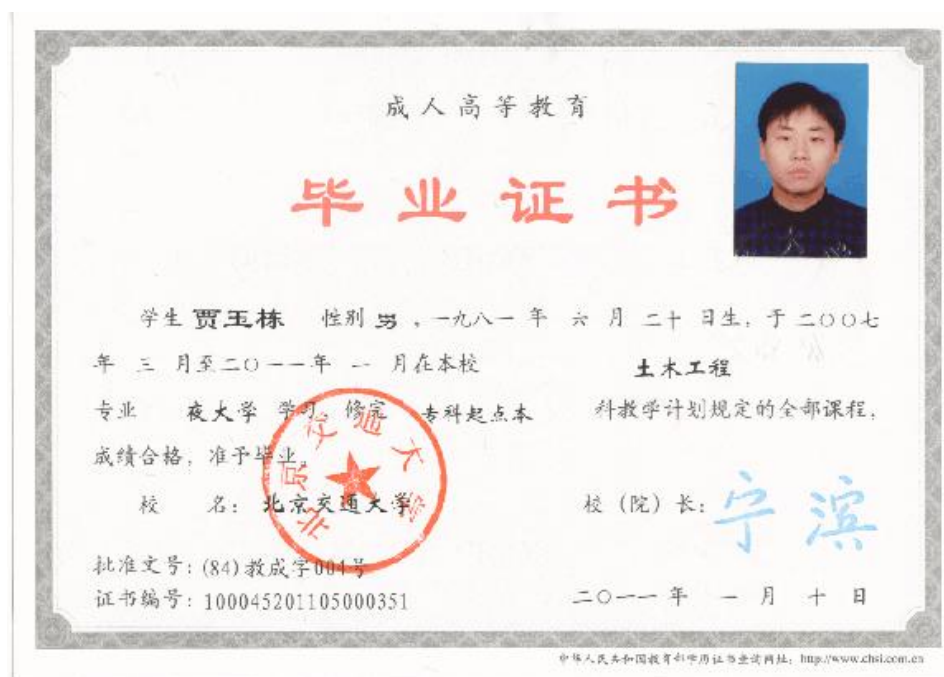 成人高等教育
毕业证书
学生 贾玉栋 性别 男 ，一九八一 年 六 月 二十 日生，于 二〇〇七
年 三 月至二〇一一年 一 月在本校 土木工程
专业 夜大学 学习 修完 专科起点本 科教学计划规定的全部课程，
成绩合格，准予毕业。
校 名：北京交通大学
校（院）长：宁滨
北京交通大学
批准文号：(84)教成字004号
证书编号：100045201105000351
二〇一一 年 一 月 十 日
中华人民共和国教育部学历证书查询网址：http://www.chsi.com.cn